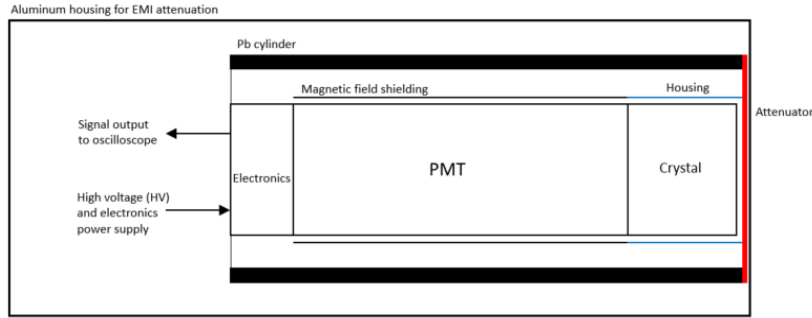 Aluminum housing for EMI attenuation
Pb cylinder
Magnetic field shielding
Housing
Attenuator
Signal output
to oscilloscope
Electronics
PMT
Crystal
High voltage (HV)
and electronics
power supply